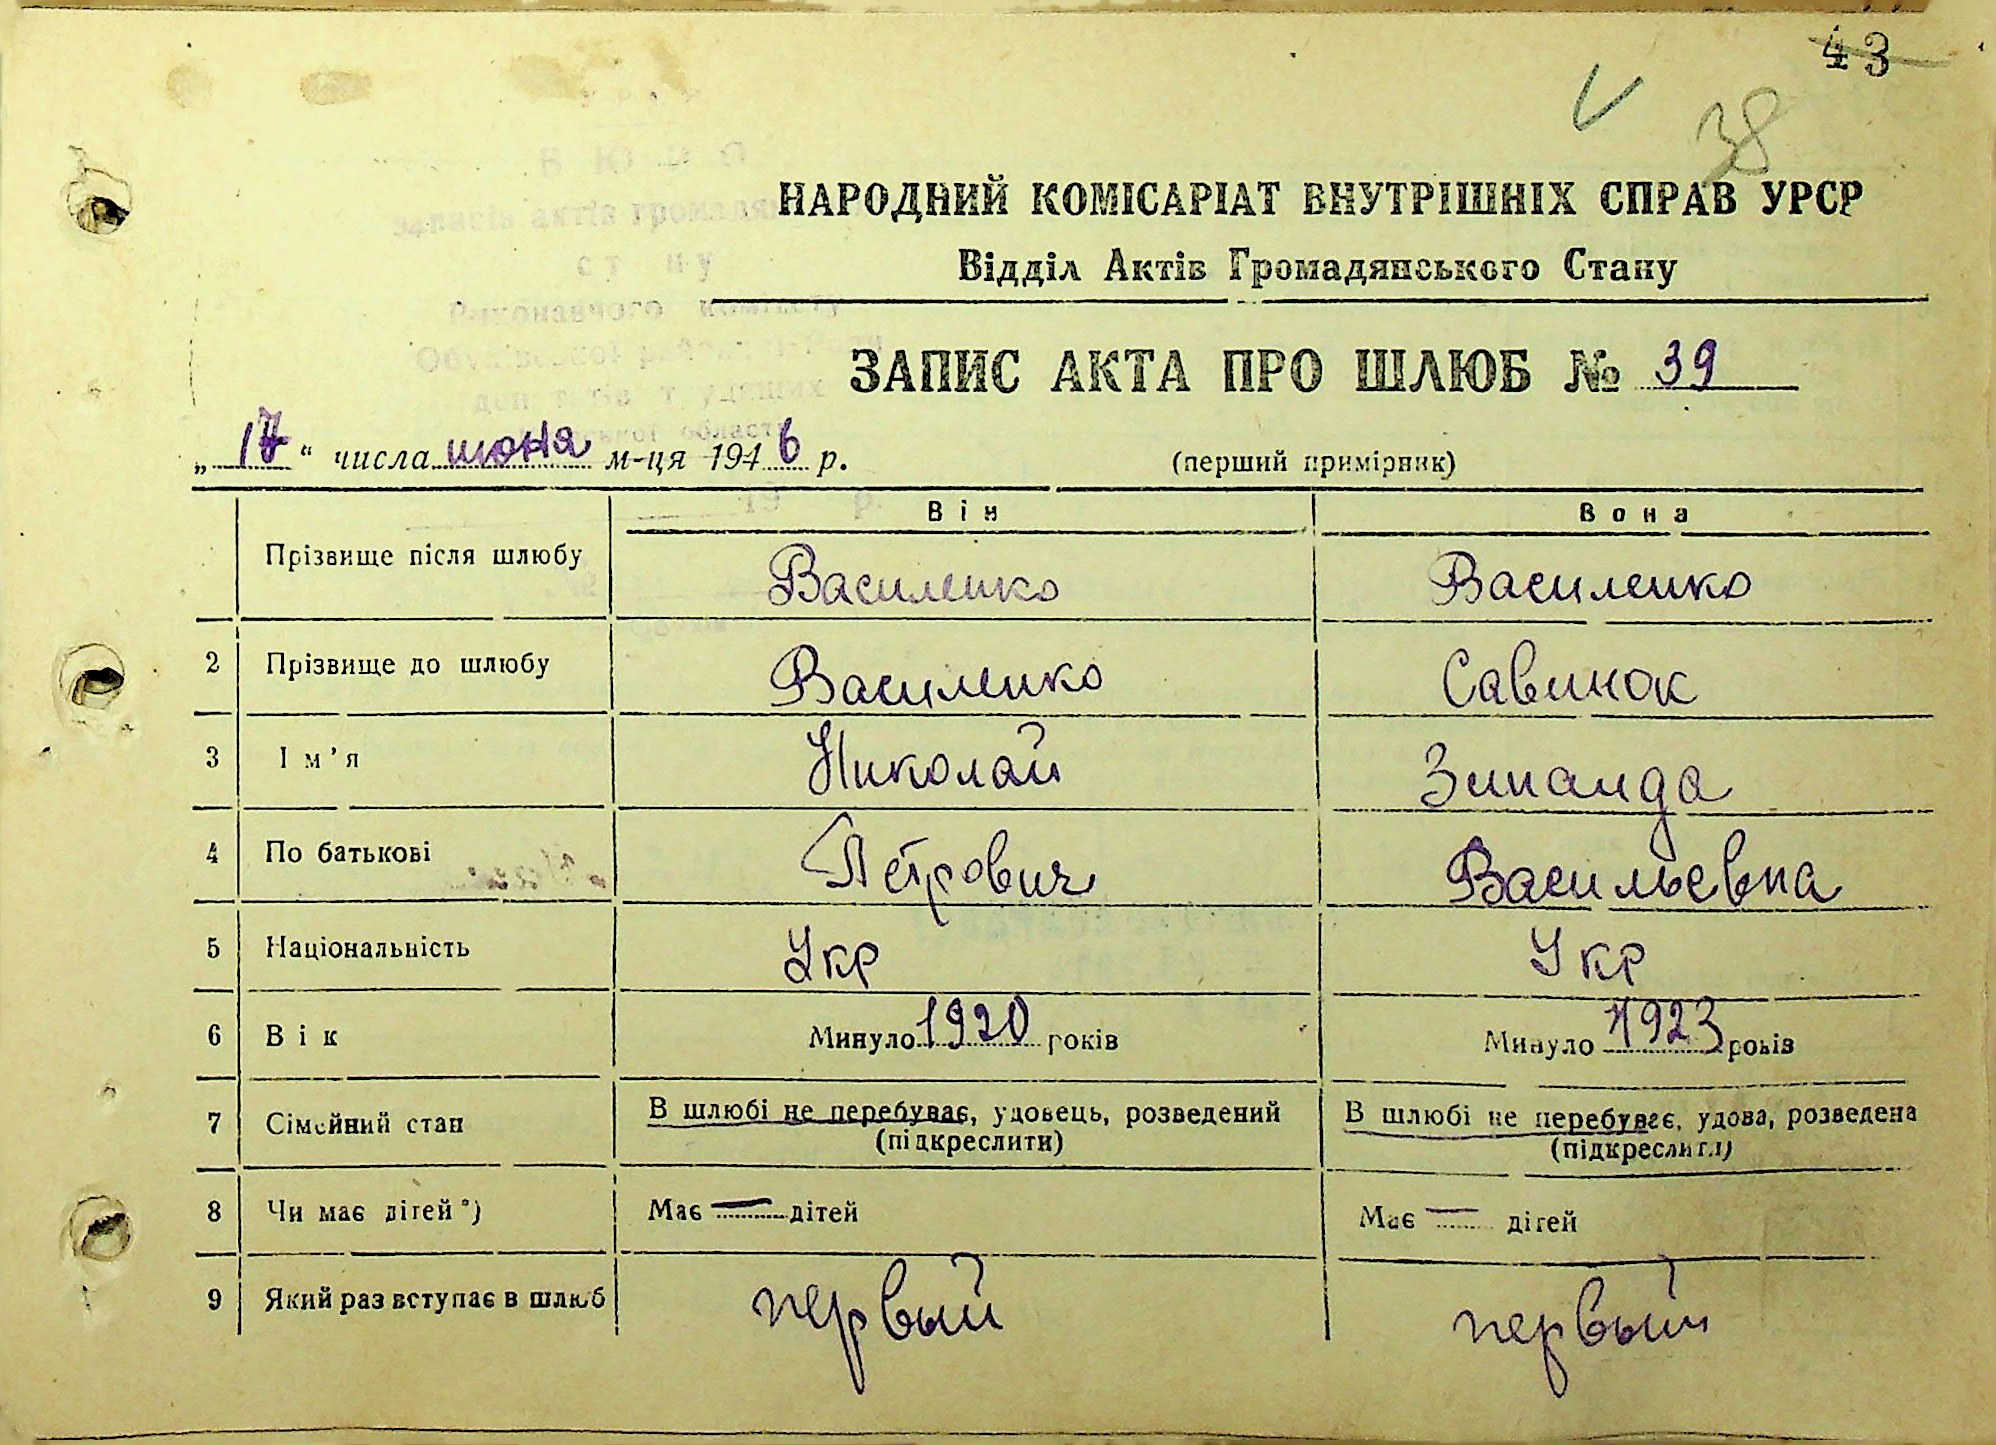 43
38
НАРОДНИЙ КОМІСАРІАТ ВНУТРІШНІХ СПРАВ УРСР
Відділ Актів Громадянського Стану
ЗАПИС АКТА ПРО ШЛЮБ № 39
„17“ числа июня м-ця 1946 р. (перший примірник)
Він Вона
Прізвище після шлюбу Василенко Василенко
2 Прізвище до шлюбу Василенко Савинок
3 Ім'я Николай Зинаида
4 По батькові Петрович Васильевна
5 Національність Укр Укр
6 Вік Минуло 1920 років Минуло 1923 років
7 Сімейний стан В шлюбі не перебуває, удовець, розведений В шлюбі не перебуває, удова, розведена
(підкреслити) (підкреслити)
8 Чи має дітей*) Має — дітей Має — дітей
9 Який раз вступає в шлюб первый первый